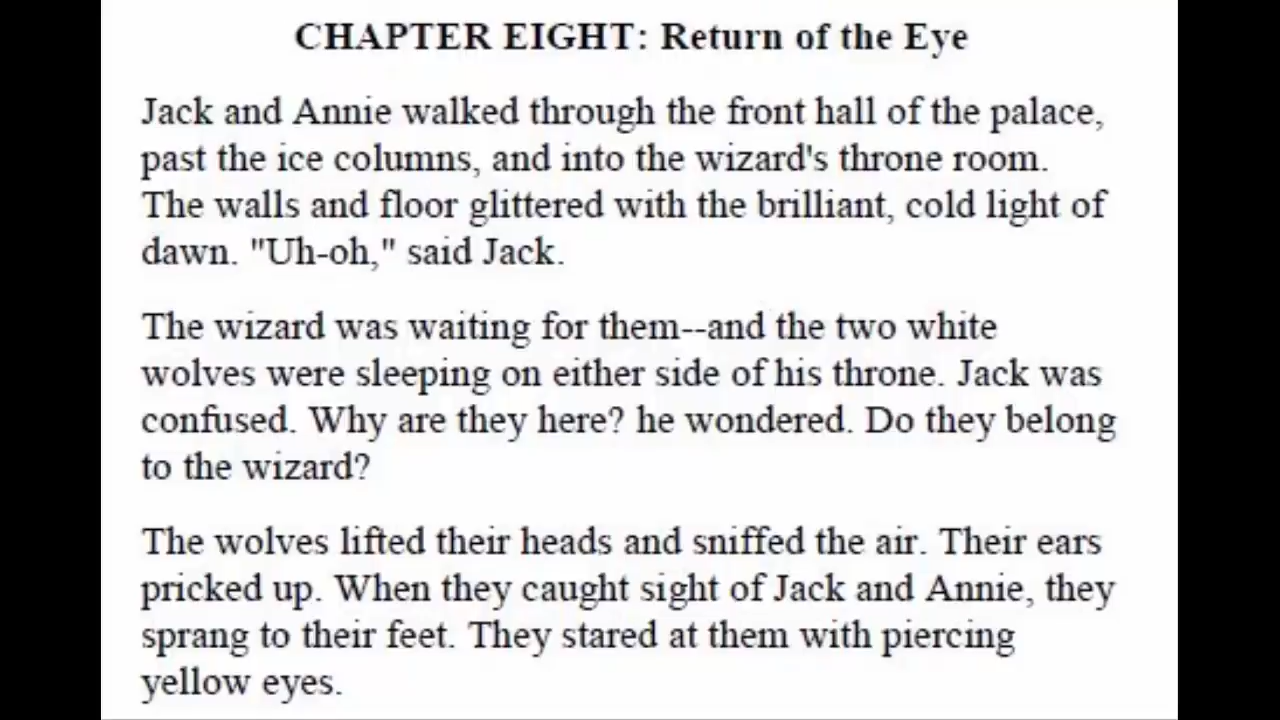 CHAPTER EIGHT: Return of the Eye
Jack and Annie walked through the front hall of the palace,
past the ice columns, and into the wizard's throne room.
The walls and floor glittered with the brilliant, cold light of
dawn. "Uh-oh," said Jack.
The wizard was waiting for them--and the two white
wolves were sleeping on either side of his throne. Jack was
confused. Why are they here? he wondered. Do they belong
to the wizard?
The wolves lifted their heads and sniffed the air. Their ears
pricked up. When they caught sight of Jack and Annie, they
sprang to their feet. They stared at them with piercing
yellow eyes.